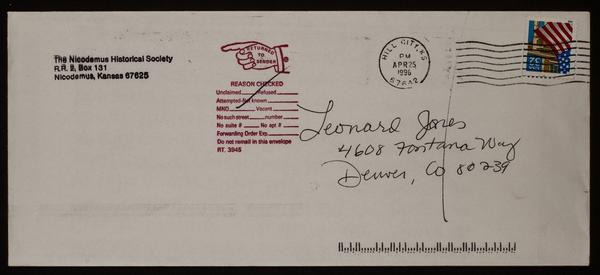 The Nicodemus Historical Society
R.R. 2, Box 131
Nicodemus, Kansas 67625
RETURNED
TO
SENDER
REASON CHECKED
Unclaimed Refused
Attempted-Not known
Vacant
No such street number
No suite # No apt #
Forwarding Order Exp.
Do not remail in this envelope
RT. 3945
HILL CITY, KS
PM
APR 25
1996
67642
32
Leonard Jones
4608 Fontana Way
Denver, Co 80239